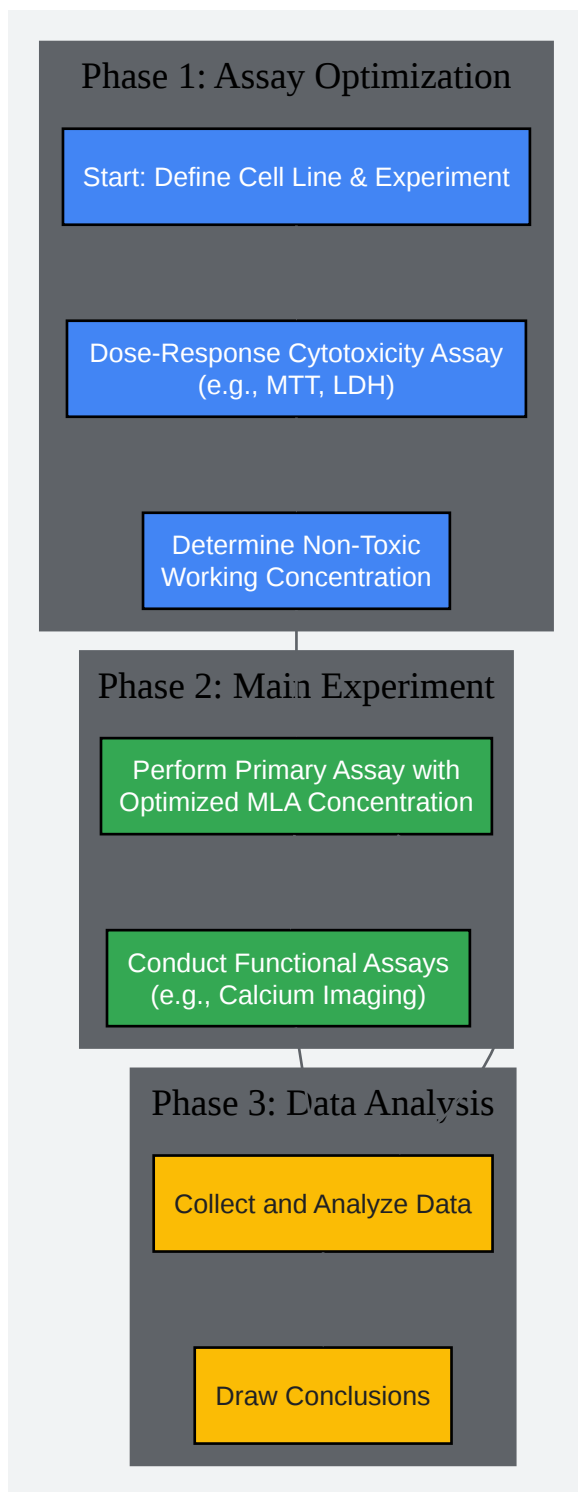 Phase 1: Assay Optimization
Start: Define Cell Line & Experiment
Dose-Response Cytotoxicity Assay
(e.g., MTT, LDH)
Determine Non-Toxic
Working Concentration
Phase 2: Main Experiment
Perform Primary Assay with
Optimized MLA Concentration
Conduct Functional Assays
(e.g., Calcium Imaging)
Phase 3: Data Analysis
Collect and Analyze Data
Draw Conclusions